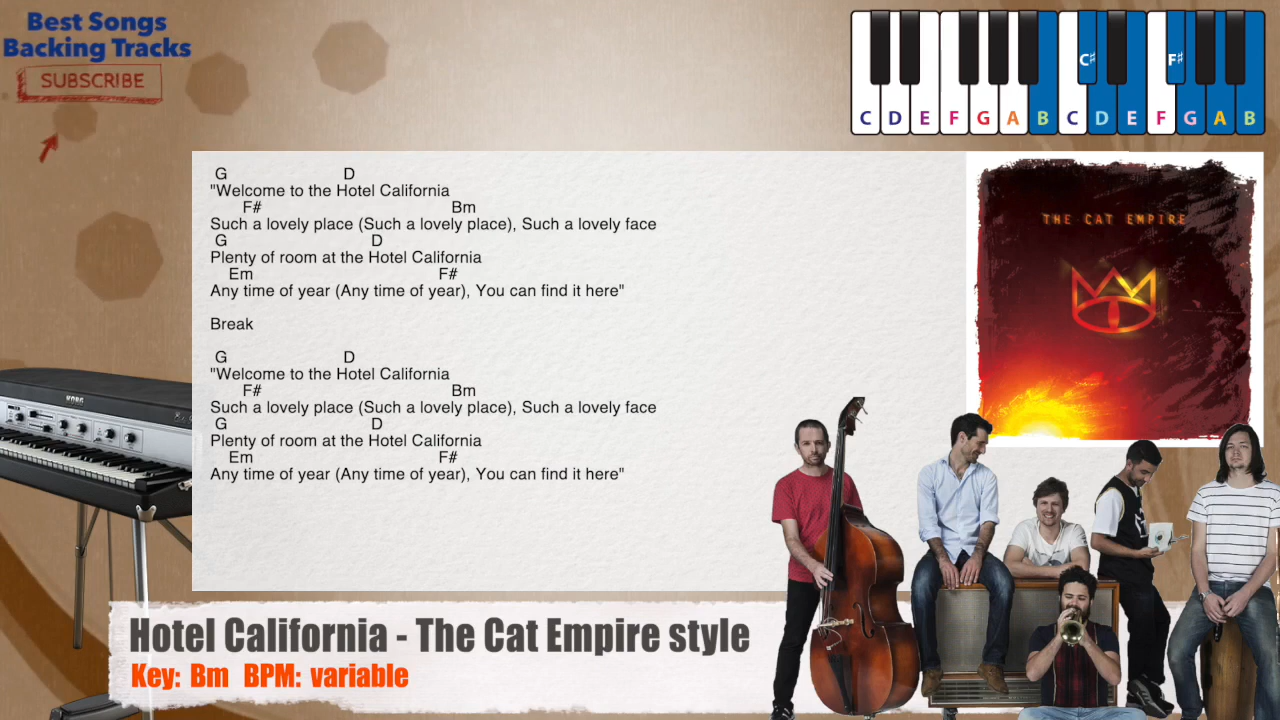 Best Songs
Backing Tracks
SUBSCRIBE
C♯ F♯
C D E F G A B C D E F G A B
G D
"Welcome to the Hotel California
F# Bm
Such a lovely place (Such a lovely place), Such a lovely face
G D
Plenty of room at the Hotel California
Em F#
Any time of year (Any time of year), You can find it here"
Break
G D
"Welcome to the Hotel California
F# Bm
Such a lovely place (Such a lovely place), Such a lovely face
G D
Plenty of room at the Hotel California
Em F#
Any time of year (Any time of year), You can find it here"
THE CAT EMPIRE
KORG
Hotel California - The Cat Empire style
Key: Bm BPM: variable